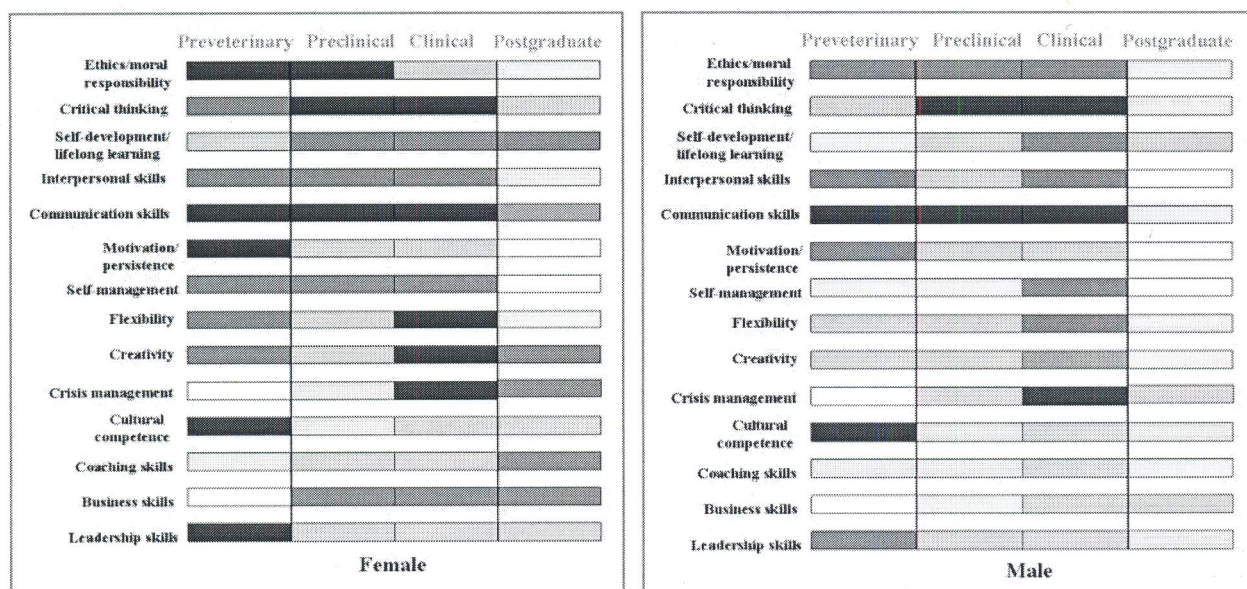 Preveterinary Preclinical Clinical Postgraduate
Ethics/moral
responsibility
Critical thinking
Self-development/
lifelong learning
Interpersonal skills
Communication skills
Motivation/
persistence
Self-management
Flexibility
Creativity
Crisis management
Cultural
competence
Coaching skills
Business skills
Leadership skills
Female
Preveterinary Preclinical Clinical Postgraduate
Ethics/moral
responsibility
Critical thinking
Self-development/
lifelong learning
Interpersonal skills
Communication skills
Motivation/
persistence
Self-management
Flexibility
Creativity
Crisis management
Cultural
competence
Coaching skills
Business skills
Leadership skills
Male